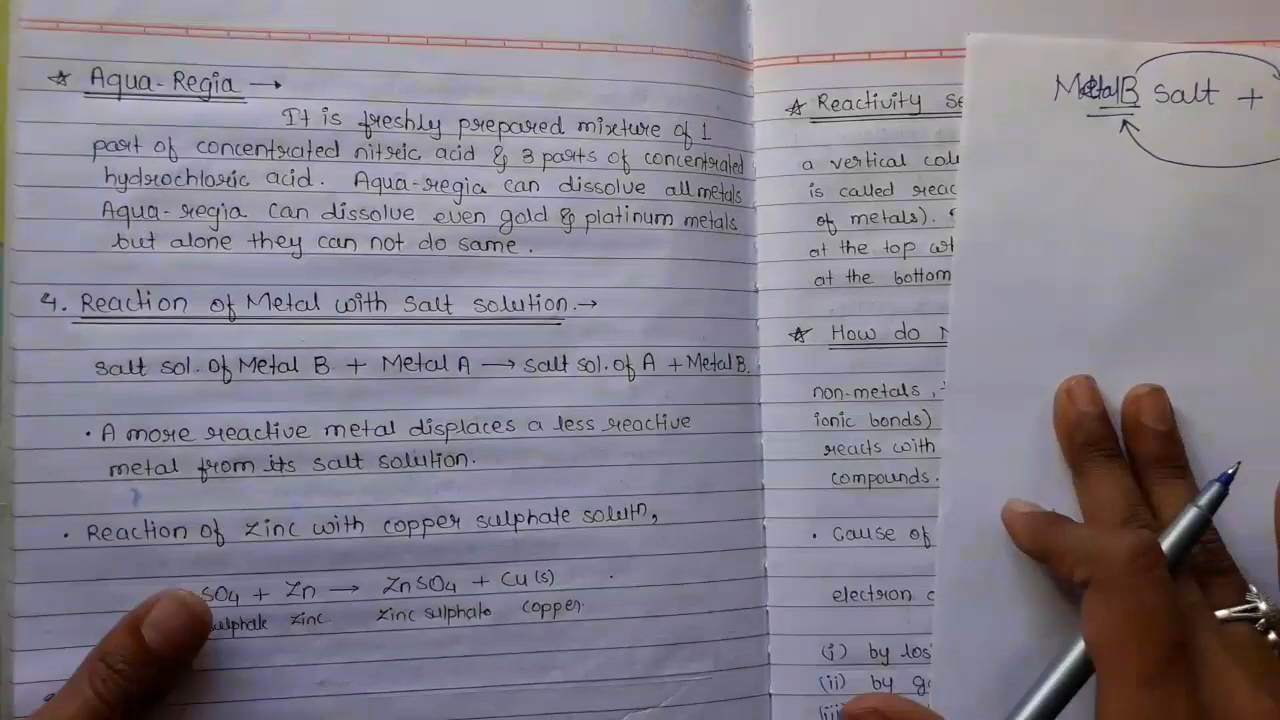 ☆ Aqua-Regia →
It is freshly prepared mixture of 1
part of concentrated nitric acid & 3 parts of concentrated
hydrochloric acid. Aqua-regia can dissolve all metals
Aqua-regia can dissolve even gold & platinum metals
but alone they can not do same.
4. Reaction of Metal with Salt solution.→
salt sol. of Metal B + Metal A → salt sol. of A + Metal B.
• A more reactive metal displaces a less reactive
metal from its salt solution.
• Reaction of zinc with copper sulphate solutn,
SO4 + Zn → ZnSO4 + Cu(s)
sulphate zinc zinc sulphate copper.
☆ Reactivity Se
a vertical col
is called reac
of metals).
at the top
at the bottom
☆ How do
non-metals,
ionic bonds)
reacts with
compounds.
• cause of
electron
(i) by los
(ii) by g
(iii)
Metal B salt +